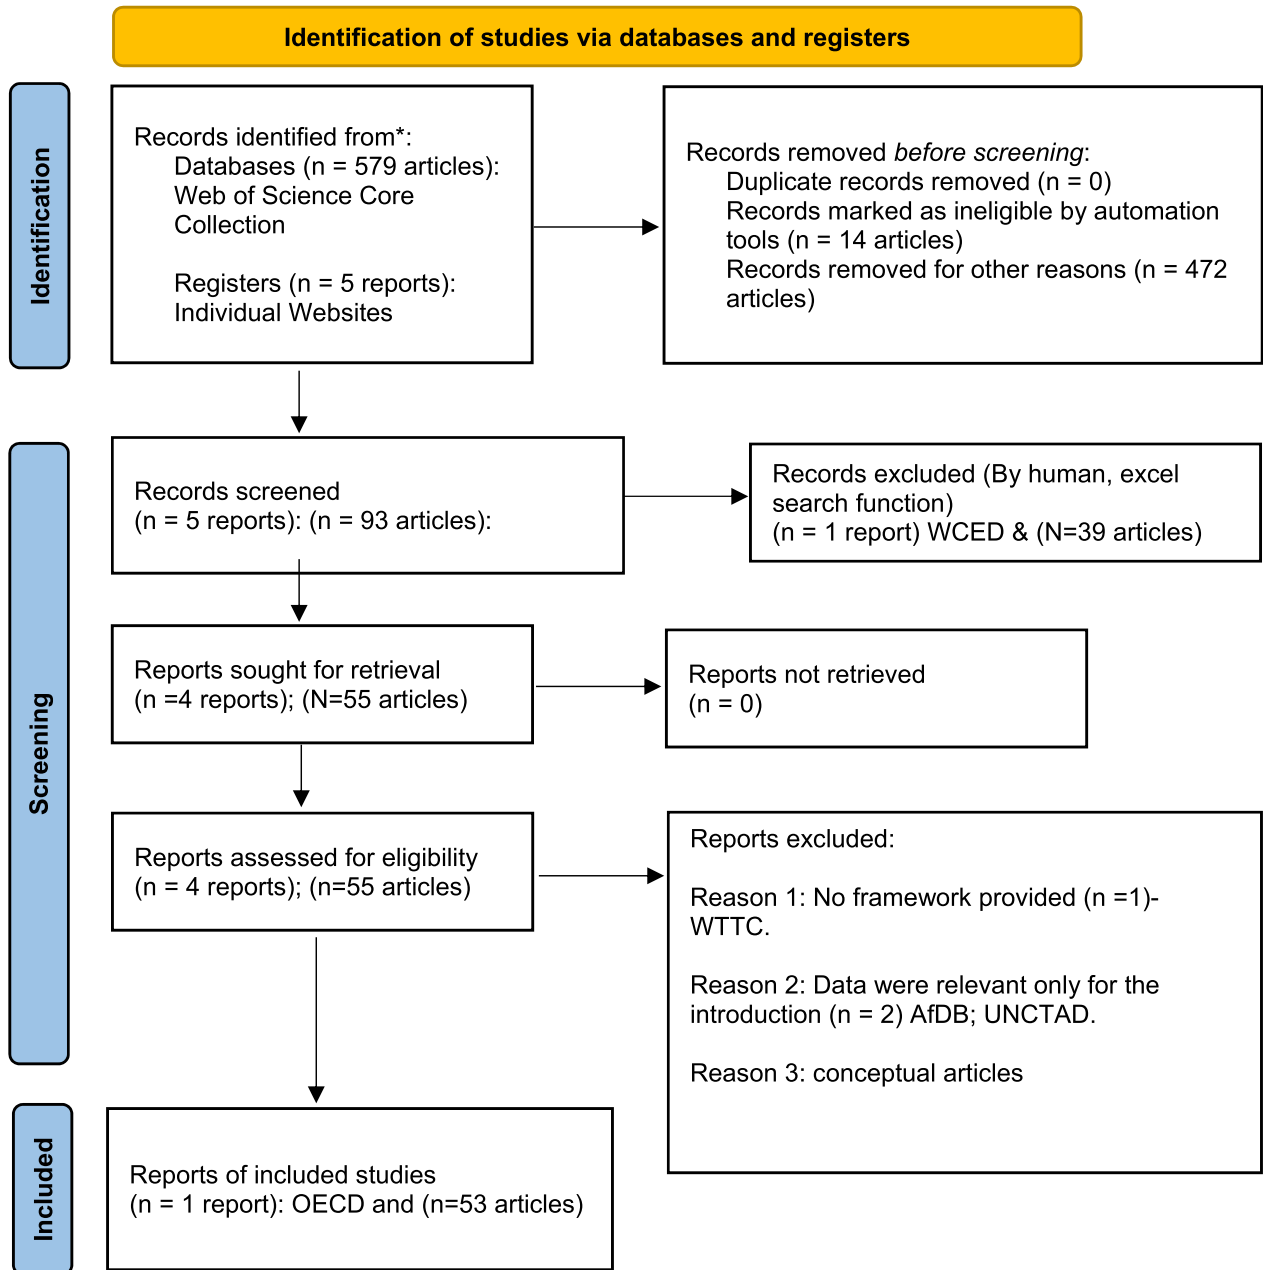 Identification of studies via databases and registers
Identification
Records identified from*:
Databases (n = 579 articles):
Web of Science Core
Collection
Registers (n = 5 reports):
Individual Websites
Records removed before screening:
Duplicate records removed (n = 0)
Records marked as ineligible by automation
tools (n = 14 articles)
Records removed for other reasons (n = 472
articles)
Screening
Records screened
(n = 5 reports): (n = 93 articles):
Records excluded (By human, excel
search function)
(n = 1 report) WCED & (N=39 articles)
Reports sought for retrieval
(n =4 reports); (N=55 articles)
Reports not retrieved
(n = 0)
Reports assessed for eligibility
(n = 4 reports); (n=55 articles)
Reports excluded:
Reason 1: No framework provided (n =1)-
WTTC.
Reason 2: Data were relevant only for the
introduction (n = 2) AfDB; UNCTAD.
Reason 3: conceptual articles
Included
Reports of included studies
(n = 1 report): OECD and (n=53 articles)